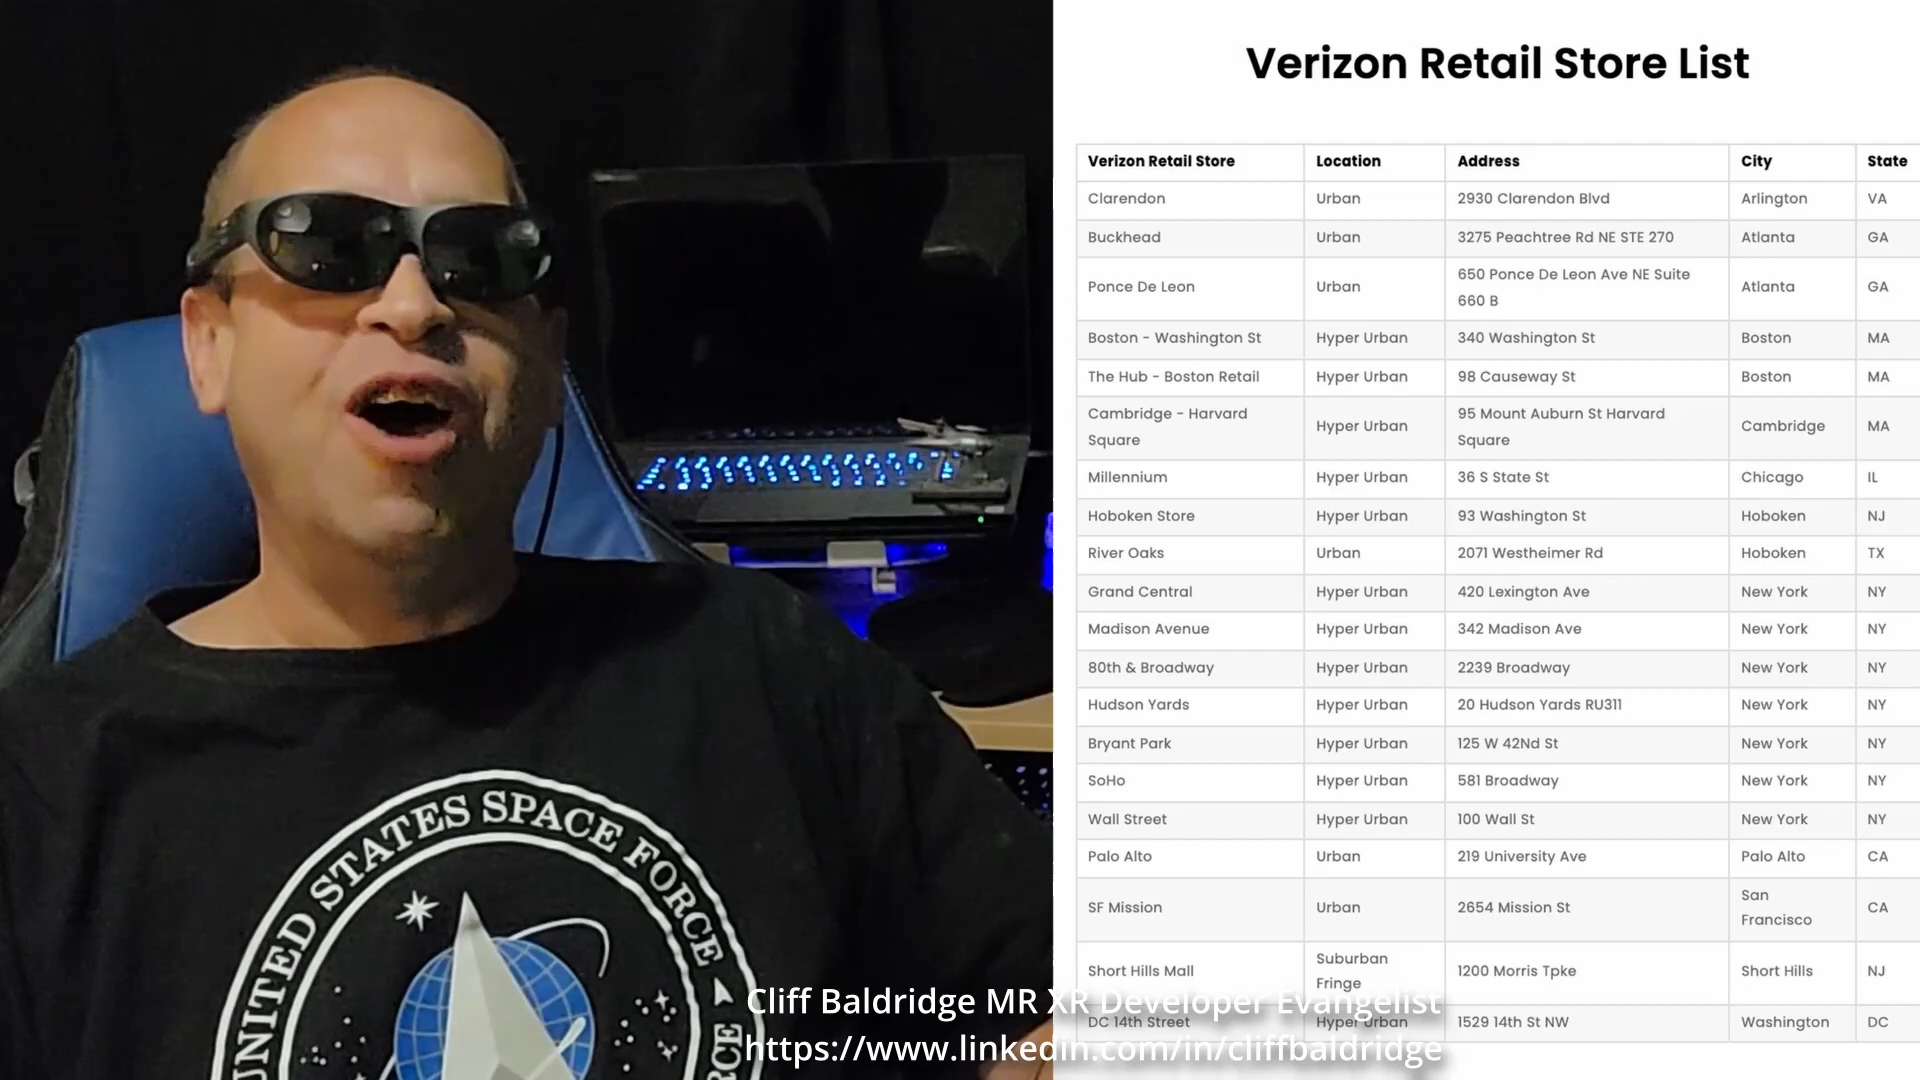 Verizon Retail Store List
Verizon Retail Store Location Address City State
Clarendon Urban 2930 Clarendon Blvd Arlington VA
Buckhead Urban 3275 Peachtree Rd NE STE 270 Atlanta GA
Ponce De Leon Urban 650 Ponce De Leon Ave NE Suite Atlanta GA
660 B
Boston - Washington St Hyper Urban 340 Washington St Boston MA
The Hub - Boston Retail Hyper Urban 98 Causeway St Boston MA
Cambridge - Harvard Hyper Urban 95 Mount Auburn St Harvard Cambridge MA
Square Square
Millennium Hyper Urban 36 S State St Chicago IL
Hoboken Store Hyper Urban 93 Washington St Hoboken NJ
River Oaks Urban 2071 Westheimer Rd Hoboken TX
Grand Central Hyper Urban 420 Lexington Ave New York NY
Madison Avenue Hyper Urban 342 Madison Ave New York NY
80th & Broadway Hyper Urban 2239 Broadway New York NY
Hudson Yards Hyper Urban 20 Hudson Yards RU311 New York NY
Bryant Park Hyper Urban 125 W 42Nd St New York NY
SoHo Hyper Urban 581 Broadway New York NY
Wall Street Hyper Urban 100 Wall St New York NY
Palo Alto Urban 219 University Ave Palo Alto CA
SF Mission Urban 2654 Mission St San CA
Francisco
Short Hills Mall Suburban 1200 Morris Tpke Short Hills NJ
Fringe
DC 14th Street Hyper Urban 1529 14th St NW Washington DC
UNITED STATES SPACE FORCE
Cliff Baldridge MR XR Developer Evangelist
https://www.linkedin.com/in/cliffbaldridge